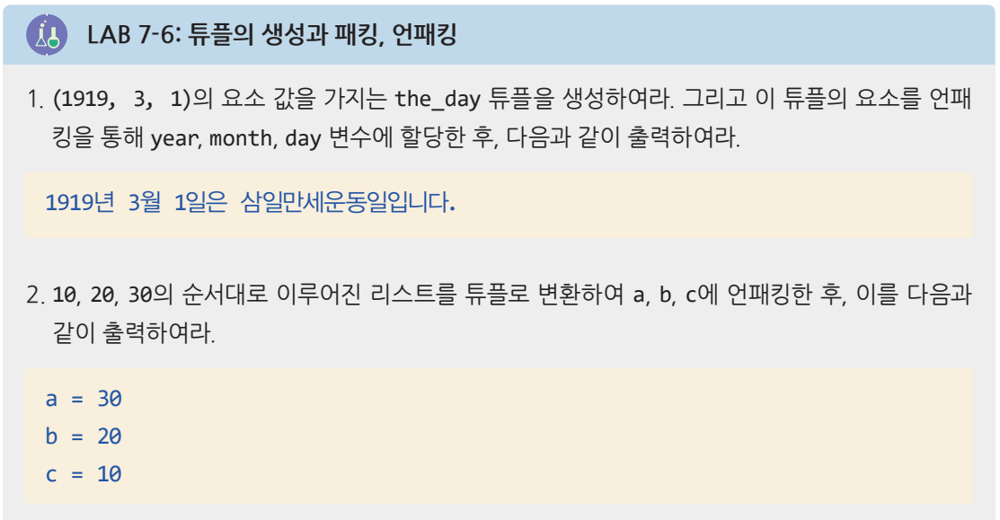 LAB 7-6: 튜플의 생성과 패킹, 언패킹
1. (1919, 3, 1)의 요소 값을 가지는 the_day 튜플을 생성하여라. 그리고 이 튜플의 요소를 언패
킹을 통해 year, month, day 변수에 할당한 후, 다음과 같이 출력하여라.
1919년 3월 1일은 삼일만세운동일입니다.
2. 10, 20, 30의 순서대로 이루어진 리스트를 튜플로 변환하여 a, b, c에 언패킹한 후, 이를 다음과
같이 출력하여라.
a = 30
b = 20
c = 10